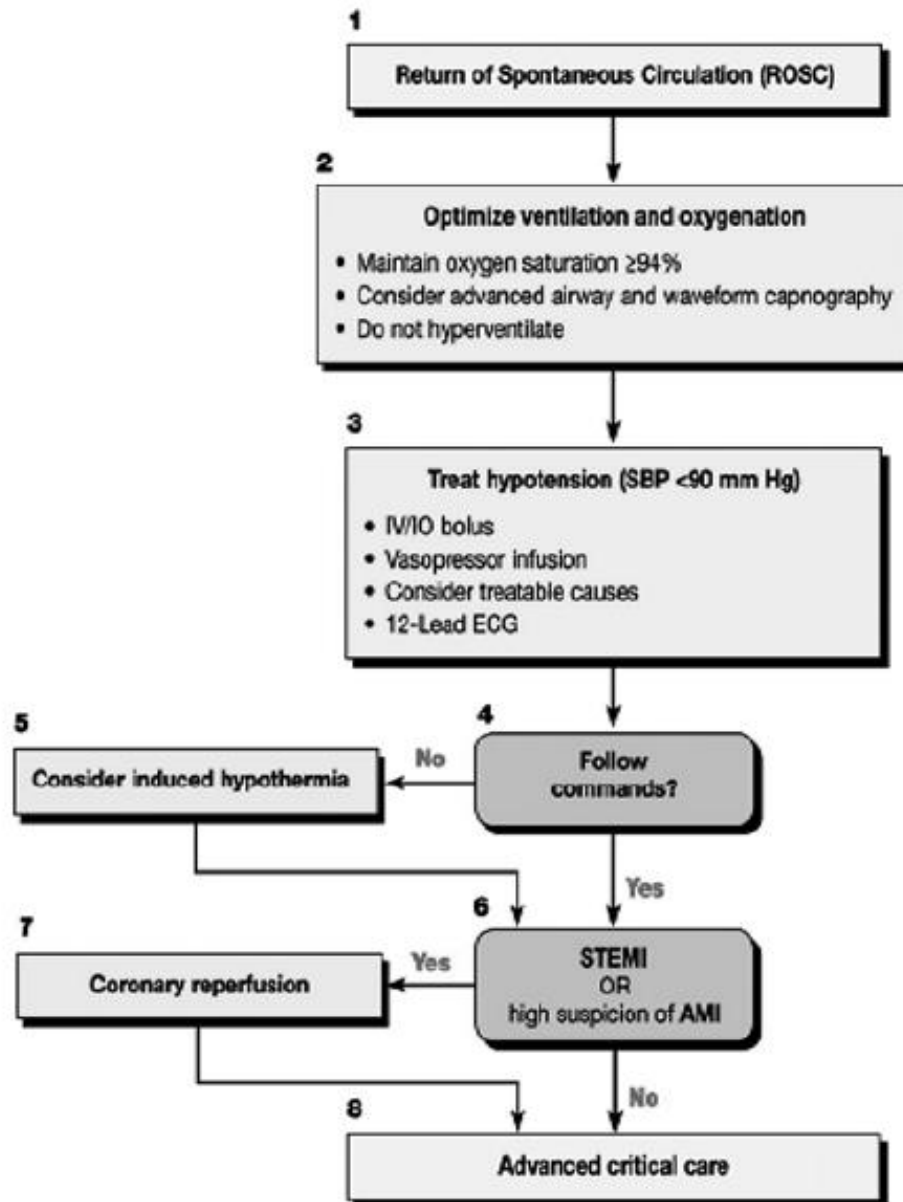 1
Return of Spontaneous Circulation (ROSC)
2
Optimize ventilation and oxygenation
• Maintain oxygen saturation ≥94%
• Consider advanced airway and waveform capnography
• Do not hyperventilate
3
Treat hypotension (SBP <90 mm Hg)
• IV/IO bolus
• Vasopressor infusion
• Consider treatable causes
• 12-Lead ECG
4
Follow
commands?
No
5
Consider induced hypothermia
Yes
6
STEMI
OR
high suspicion of AMI
Yes
7
Coronary reperfusion
No
8
Advanced critical care